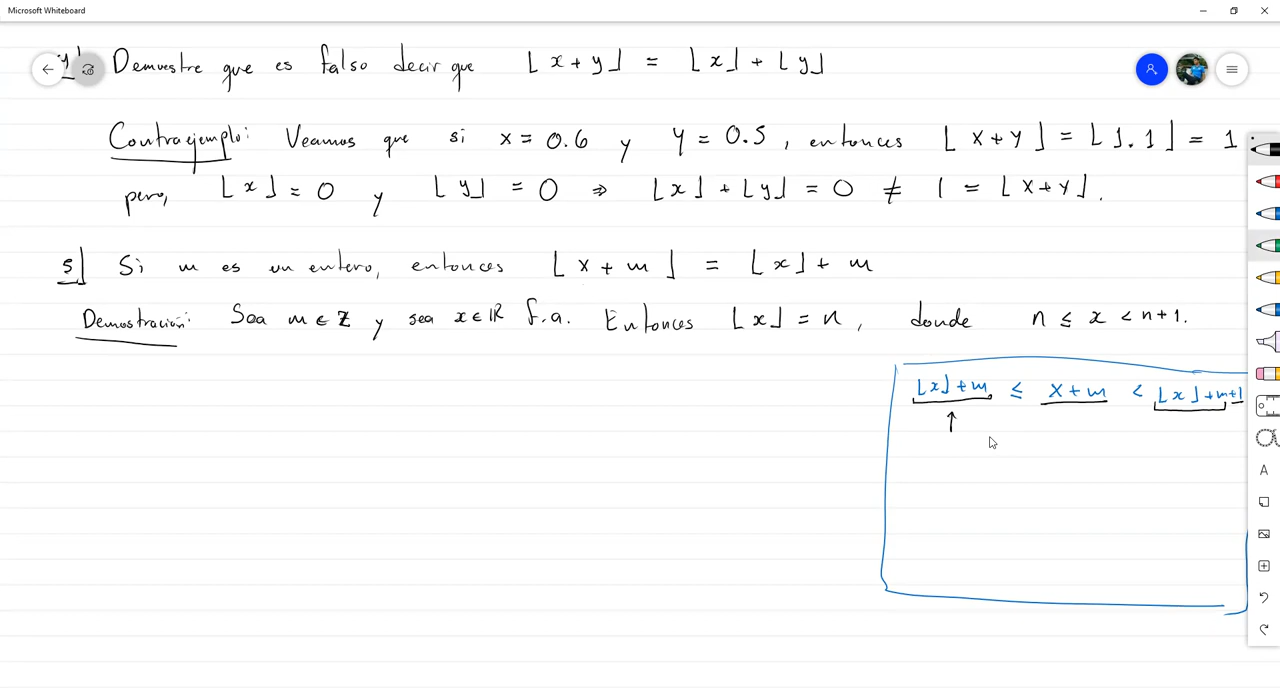 Microsoft Whiteboard
Demuestre que es falso decir que ⌊x+y⌋ = ⌊x⌋ + ⌊y⌋
Contraejemplo: Veamos que si x = 0.6 y y = 0.5, entonces ⌊x+y⌋ = ⌊1.1⌋ = 1.
pero, ⌊x⌋ = 0 y ⌊y⌋ = 0 ⇒ ⌊x⌋ + ⌊y⌋ = 0 ≠ 1 = ⌊x+y⌋.
5] Si m es un entero, entonces ⌊x+m⌋ = ⌊x⌋ + m
Demostración: Sea m ∈ ℤ y sea x ∈ ℝ f.a. Entonces ⌊x⌋ = n, donde n ≤ x < n+1.
⌊x⌋+m ≤ x+m < ⌊x⌋+m+1
↑
A